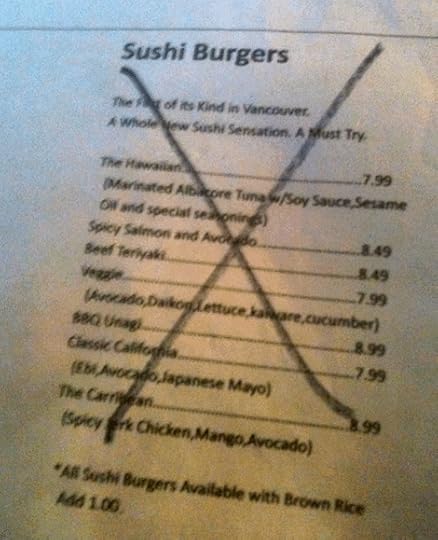 Sushi Burgers
The First of its Kind in Vancouver.
A Whole New Sushi Sensation. A Must Try.
The Hawaiian..............................7.99
(Marinated Albacore Tuna w/Soy Sauce,Sesame
Oil and special seasonings)
Spicy Salmon and Avocado....................8.49
Beef Teriyaki..............................8.49
Veggie..............................7.99
(Avocado,Daikon,Lettuce,kaiware,cucumber)
BBQ Unagi..............................8.99
Classic California..............................7.99
(Ebi,Avocado,Japanese Mayo)
The Carribean..............................8.99
(Spicy Jerk Chicken,Mango,Avocado)
*All Sushi Burgers Available with Brown Rice
Add 1.00